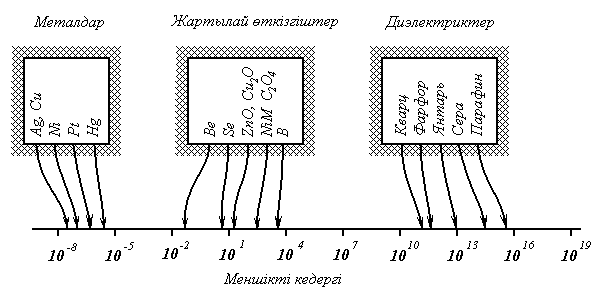 Металдар
Жартылай өткізгіштер
Диэлектриктер
Ag, Cu
Ni
Pt
Hg
Be
Se
ZnO, Cu₂O
NiM C₂O₄
B
Кварц
Фарфор
Янтарь
Сера
Парафин
10⁻⁸ 10⁻⁵ 10⁻² 10¹ 10⁴ 10⁷ 10¹⁰ 10¹³ 10¹⁶ 10¹⁹
Меншікті кедергі